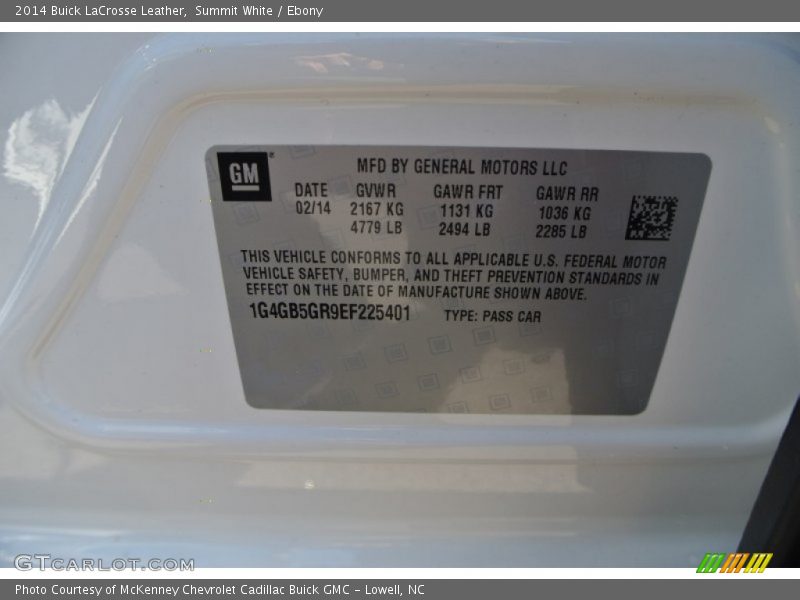 2014 Buick LaCrosse Leather,  Summit White / Ebony
GM
MFD BY GENERAL MOTORS LLC
DATE GVWR GAWR FRT GAWR RR
02/14 2167 KG 1131 KG 1036 KG
4779 LB 2494 LB 2285 LB
THIS VEHICLE CONFORMS TO ALL APPLICABLE U.S. FEDERAL MOTOR
VEHICLE SAFETY, BUMPER, AND THEFT PREVENTION STANDARDS IN
EFFECT ON THE DATE OF MANUFACTURE SHOWN ABOVE.
1G4GB5GR9EF225401 TYPE: PASS CAR
GTCARLOT.COM
Photo Courtesy of McKenney Chevrolet Cadillac Buick GMC - Lowell, NC